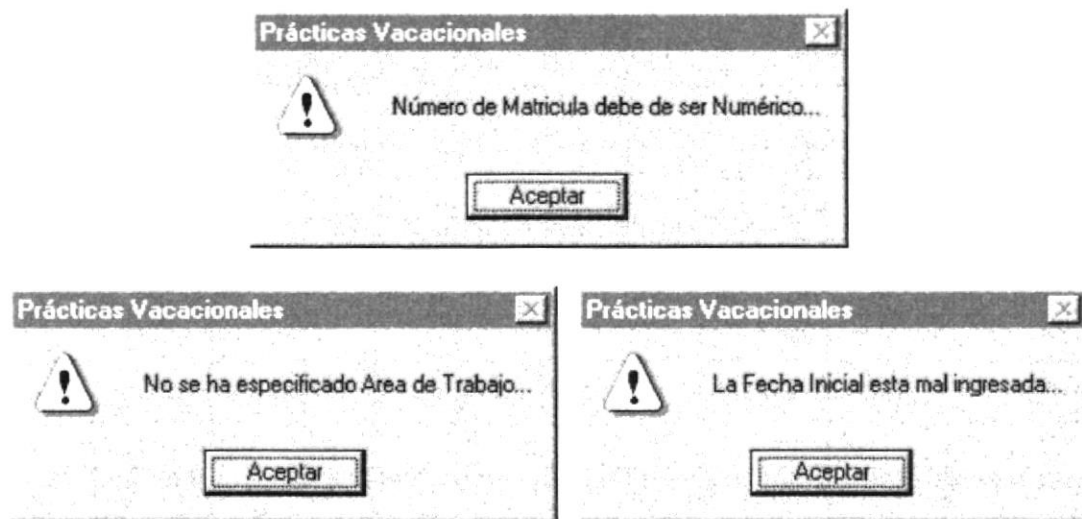 Prácticas Vacacionales
Número de Matricula debe de ser Numérico...
Aceptar
Prácticas Vacacionales
No se ha especificado Area de Trabajo...
Aceptar
Prácticas Vacacionales
La Fecha Inicial esta mal ingresada...
Aceptar